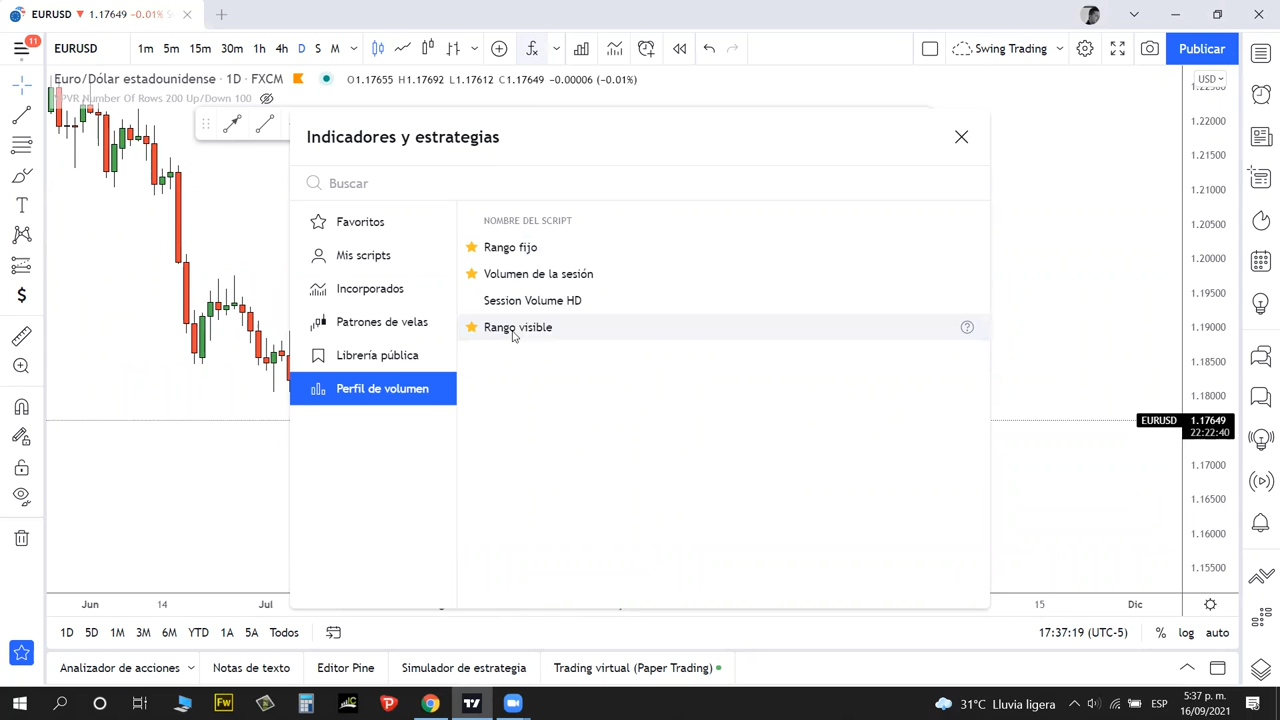 EURUSD ▼ 1.17649 −0.01%
11
EURUSD 1m 5m 15m 30m 1h 4h D S M Swing Trading Publicar
Euro/Dólar estadounidense · 1D · FXCM O1.17655 H1.17692 L1.17612 C1.17649 −0.00006 (−0.01%) USD
VPVR Number Of Rows 200 Up/Down 100
Indicadores y estrategias
Buscar
Favoritos
Mis scripts
Incorporados
Patrones de velas
Librería pública
Perfil de volumen
NOMBRE DEL SCRIPT
Rango fijo
Volumen de la sesión
Session Volume HD
Rango visible
1.22500
1.22000
1.21500
1.21000
1.20500
1.20000
1.19500
1.19000
1.18500
1.18000
EURUSD 1.17649
22:22:40
1.17000
1.16500
1.16000
1.15500
Jun 14 Jul 15 Dic
1D 5D 1M 3M 6M YTD 1A 5A Todos 17:37:19 (UTC-5) % log auto
Analizador de acciones Notas de texto Editor Pine Simulador de estrategia Trading virtual (Paper Trading)
Fw 31°C Lluvia ligera ESP 5:37 p. m.
16/09/2021